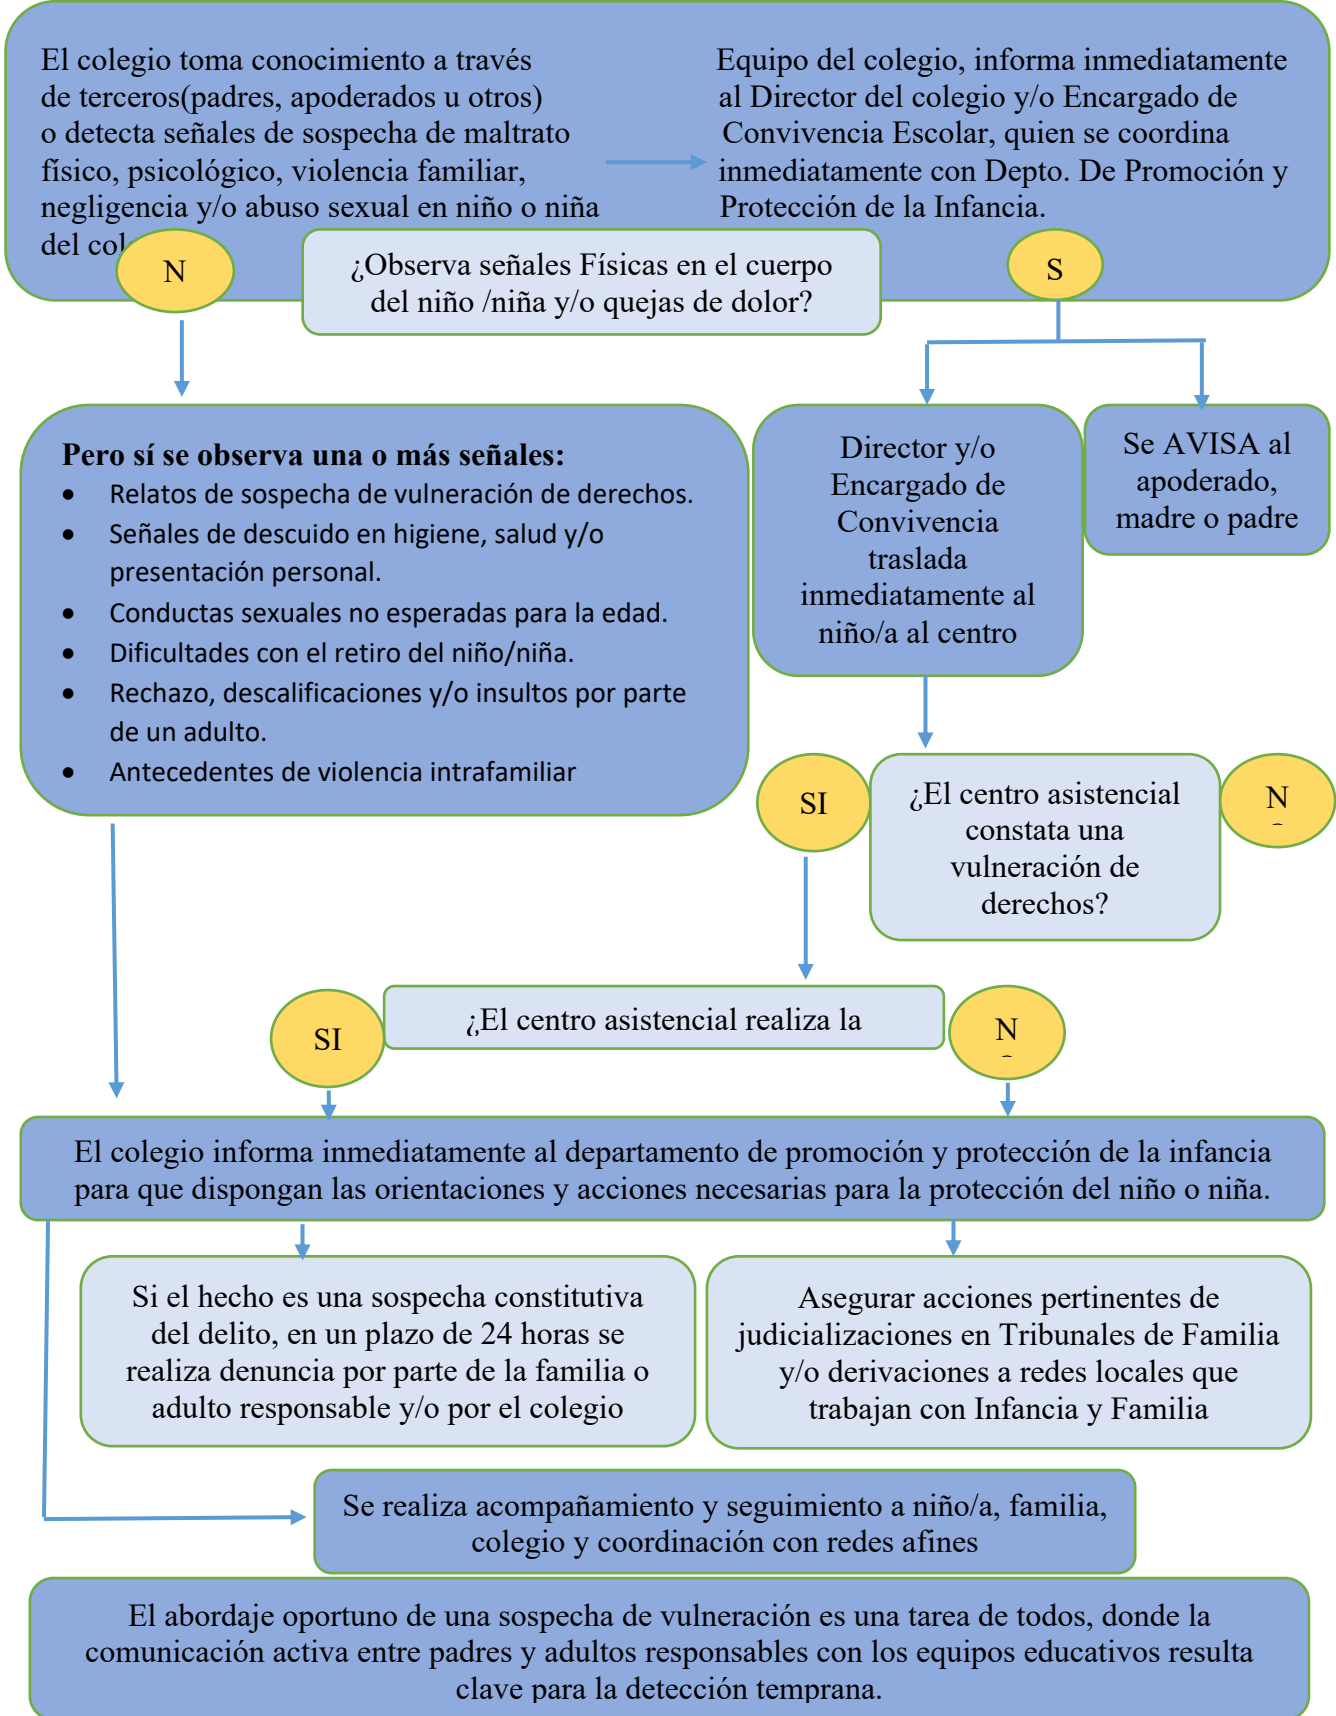 El colegio toma conocimiento a través
de terceros(padres, apoderados u otros)
o detecta señales de sospecha de maltrato
físico, psicológico, violencia familiar,
negligencia y/o abuso sexual en niño o niña
del
Equipo del colegio, informa inmediatamente
al Director del colegio y/o Encargado de
Convivencia Escolar, quien se coordina
inmediatamente con Depto. De Promoción y
Protección de la Infancia.
N
¿Observa señales Físicas en el cuerpo
del niño /niña y/o quejas de dolor?
S
Pero sí se observa una o más señales:
• Relatos de sospecha de vulneración de derechos.
• Señales de descuido en higiene, salud y/o
presentación personal.
• Conductas sexuales no esperadas para la edad.
• Dificultades con el retiro del niño/niña.
• Rechazo, descalificaciones y/o insultos por parte
de un adulto.
• Antecedentes de violencia intrafamiliar
Director y/o
Encargado de
Convivencia
traslada
inmediatamente al
niño/a al centro
Se AVISA al
apoderado,
madre o padre
SI
¿El centro asistencial
constata una
vulneración de
derechos?
N
SI
¿El centro asistencial realiza la
N
El colegio informa inmediatamente al departamento de promoción y protección de la infancia
para que dispongan las orientaciones y acciones necesarias para la protección del niño o niña.
Si el hecho es una sospecha constitutiva
del delito, en un plazo de 24 horas se
realiza denuncia por parte de la familia o
adulto responsable y/o por el colegio
Asegurar acciones pertinentes de
judicializaciones en Tribunales de Familia
y/o derivaciones a redes locales que
trabajan con Infancia y Familia
Se realiza acompañamiento y seguimiento a niño/a, familia,
colegio y coordinación con redes afines
El abordaje oportuno de una sospecha de vulneración es una tarea de todos, donde la
comunicación activa entre padres y adultos responsables con los equipos educativos resulta
clave para la detección temprana.